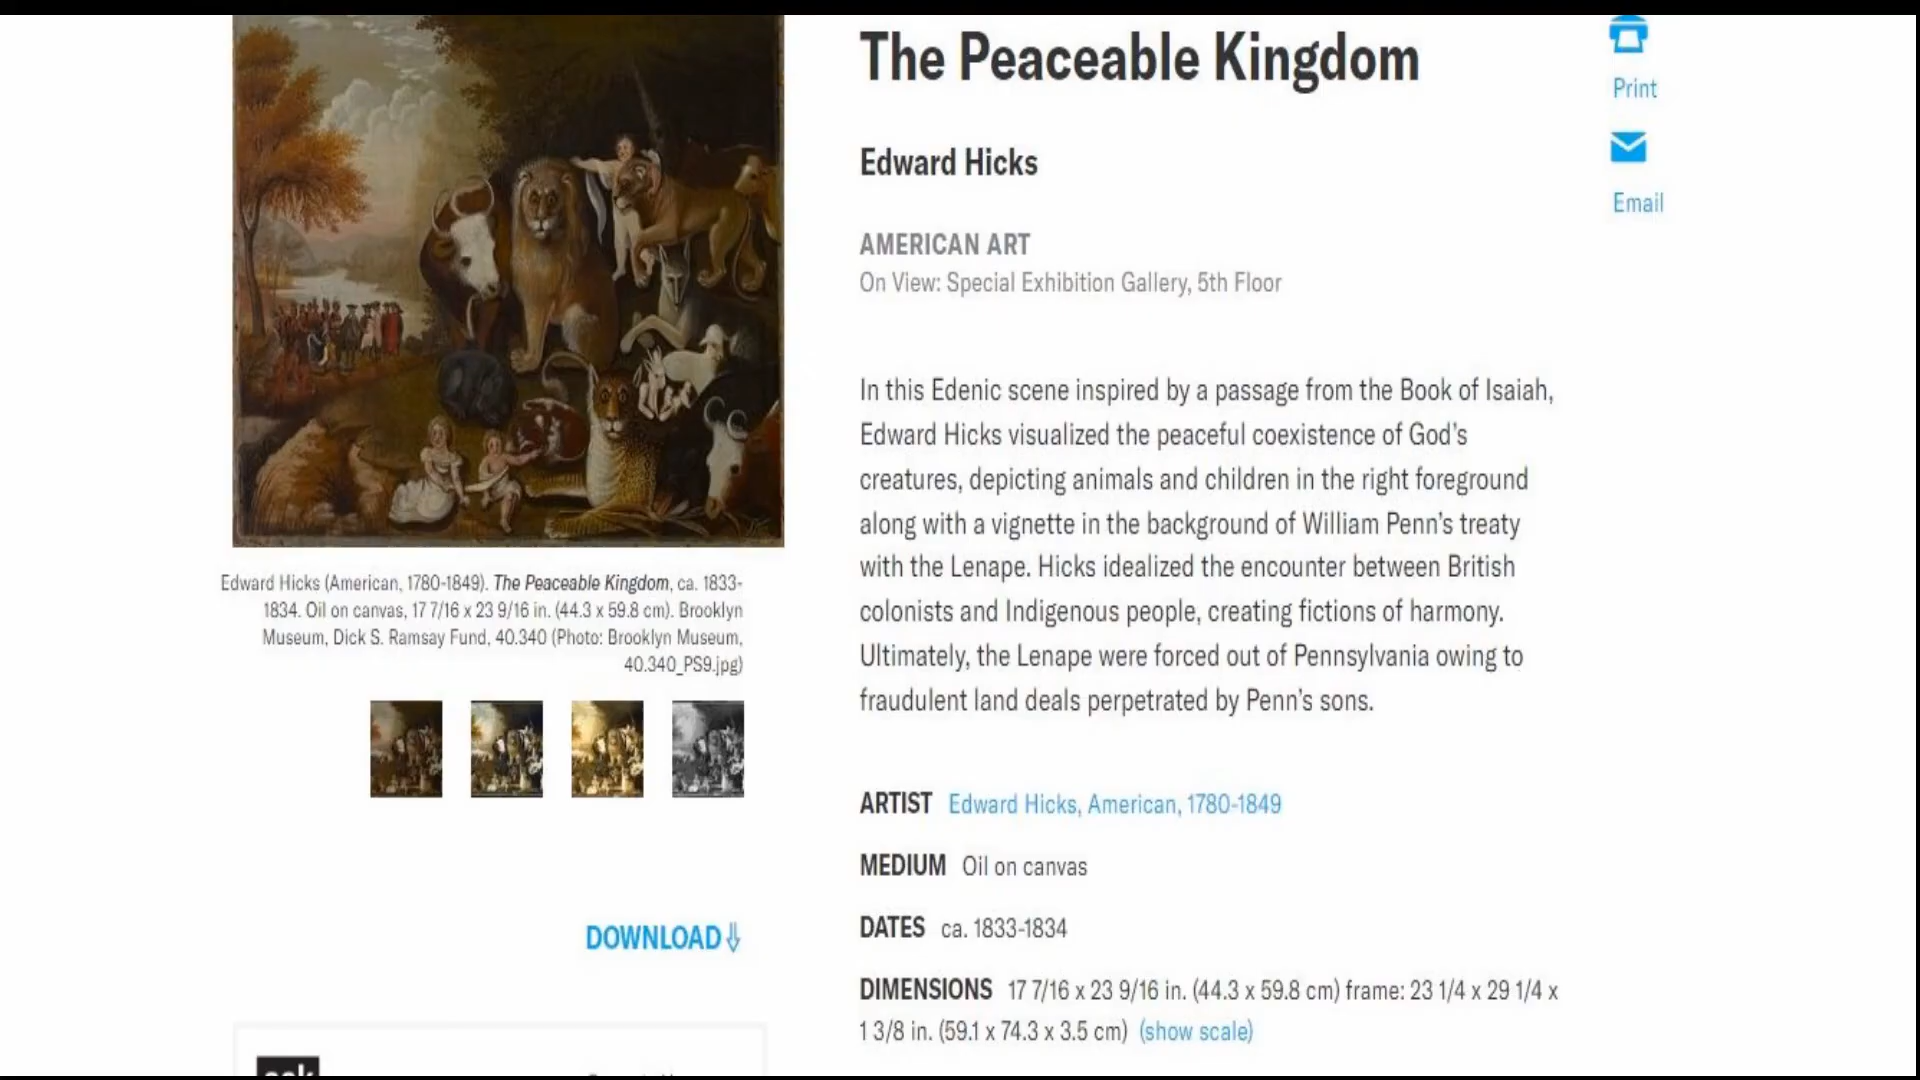 The Peaceable Kingdom
Edward Hicks
AMERICAN ART
On View: Special Exhibition Gallery, 5th Floor
In this Edenic scene inspired by a passage from the Book of Isaiah,
Edward Hicks visualized the peaceful coexistence of God's
creatures, depicting animals and children in the right foreground
along with a vignette in the background of William Penn's treaty
with the Lenape. Hicks idealized the encounter between British
colonists and Indigenous people, creating fictions of harmony.
Ultimately, the Lenape were forced out of Pennsylvania owing to
fraudulent land deals perpetrated by Penn's sons.
ARTIST Edward Hicks, American, 1780-1849
MEDIUM Oil on canvas
DATES ca. 1833-1834
DIMENSIONS 17 7/16 x 23 9/16 in. (44.3 x 59.8 cm) frame: 23 1/4 x 29 1/4 x
1 3/8 in. (59.1 x 74.3 x 3.5 cm) (show scale)
Print
Email
Edward Hicks (American, 1780-1849). The Peaceable Kingdom, ca. 1833-
1834. Oil on canvas, 17 7/16 x 23 9/16 in. (44.3 x 59.8 cm). Brooklyn
Museum, Dick S. Ramsay Fund, 40.340 (Photo: Brooklyn Museum,
40.340_PS9.jpg)
DOWNLOAD